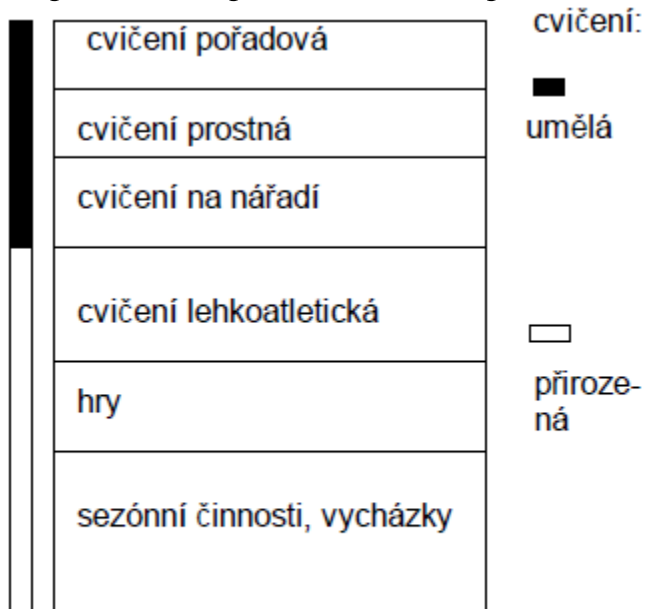 cvičení pořadová
cvičení prostná
cvičení na nářadí
cvičení lehkoatletická
hry
sezónní činnosti, vycházky
cvičení:
umělá
přiroze-
ná